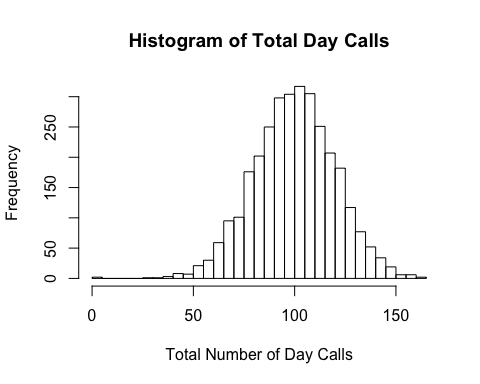 Histogram of Total Day Calls
Frequency
250
150
50
0
0 50 100 150
Total Number of Day Calls